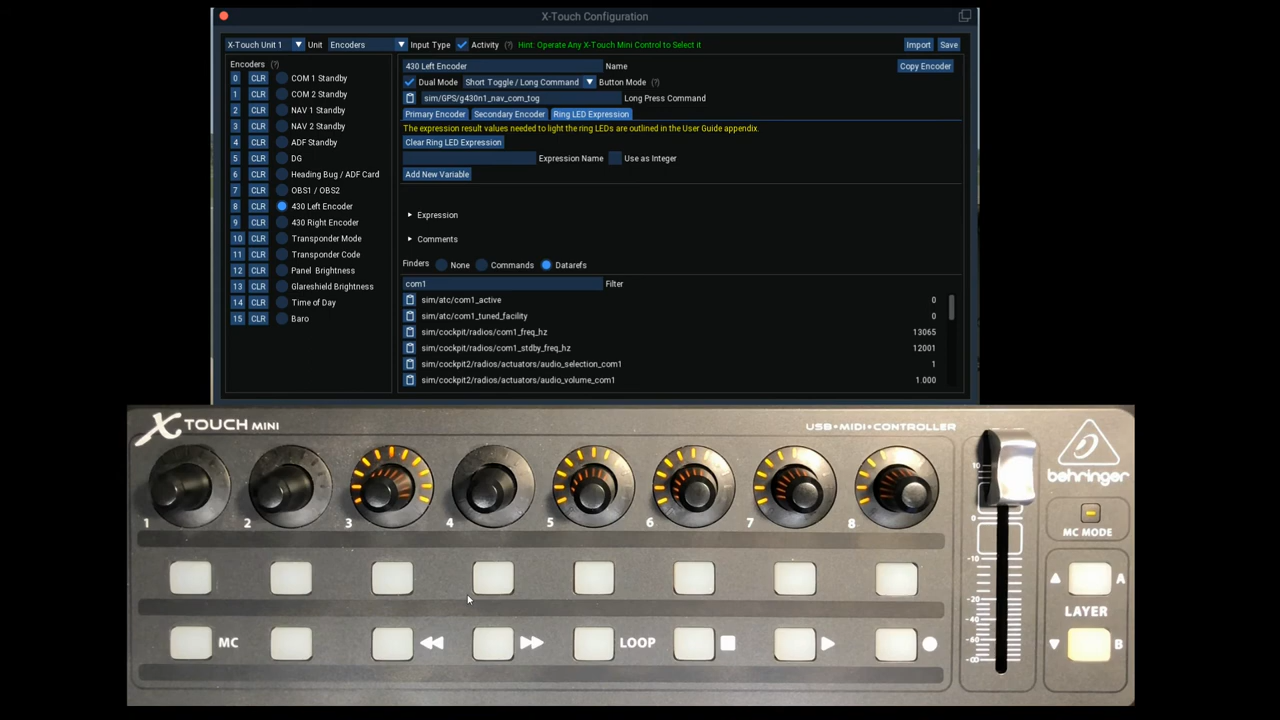 X-Touch Configuration
X-Touch Unit 1 Unit Encoders Input Type Activity (?) Hint: Operate Any X-Touch Mini Control to Select it Import Save
Encoders (?)
0 CLR COM 1 Standby
1 CLR COM 2 Standby
2 CLR NAV 1 Standby
3 CLR NAV 2 Standby
4 CLR ADF Standby
5 CLR DG
6 CLR Heading Bug / ADF Card
7 CLR OBS1 / OBS2
8 CLR 430 Left Encoder
9 CLR 430 Right Encoder
10 CLR Transponder Mode
11 CLR Transponder Code
12 CLR Panel Brightness
13 CLR Glareshield Brightness
14 CLR Time of Day
15 CLR Baro
430 Left Encoder Name Copy Encoder
Dual Mode Short Toggle / Long Command Button Mode (?)
sim/GPS/g430n1_nav_com_tog Long Press Command
Primary Encoder Secondary Encoder Ring LED Expression
The expression result values needed to light the ring LEDs are outlined in the User Guide appendix.
Clear Ring LED Expression
Expression Name Use as Integer
Add New Variable
Expression
Comments
Finders None Commands Datarefs
com1 Filter
sim/atc/com1_active 0
sim/atc/com1_tuned_facility 0
sim/cockpit/radios/com1_freq_hz 13065
sim/cockpit/radios/com1_stdby_freq_hz 12001
sim/cockpit2/radios/actuators/audio_selection_com1 1
sim/cockpit2/radios/actuators/audio_volume_com1 1.000
X TOUCH MINI USB•MIDI•CONTROLLER
behringer
1 2 3 4 5 6 7 8
MC MODE
10
0
-10
-20
-40
-60
-∞
A
LAYER
B
MC LOOP